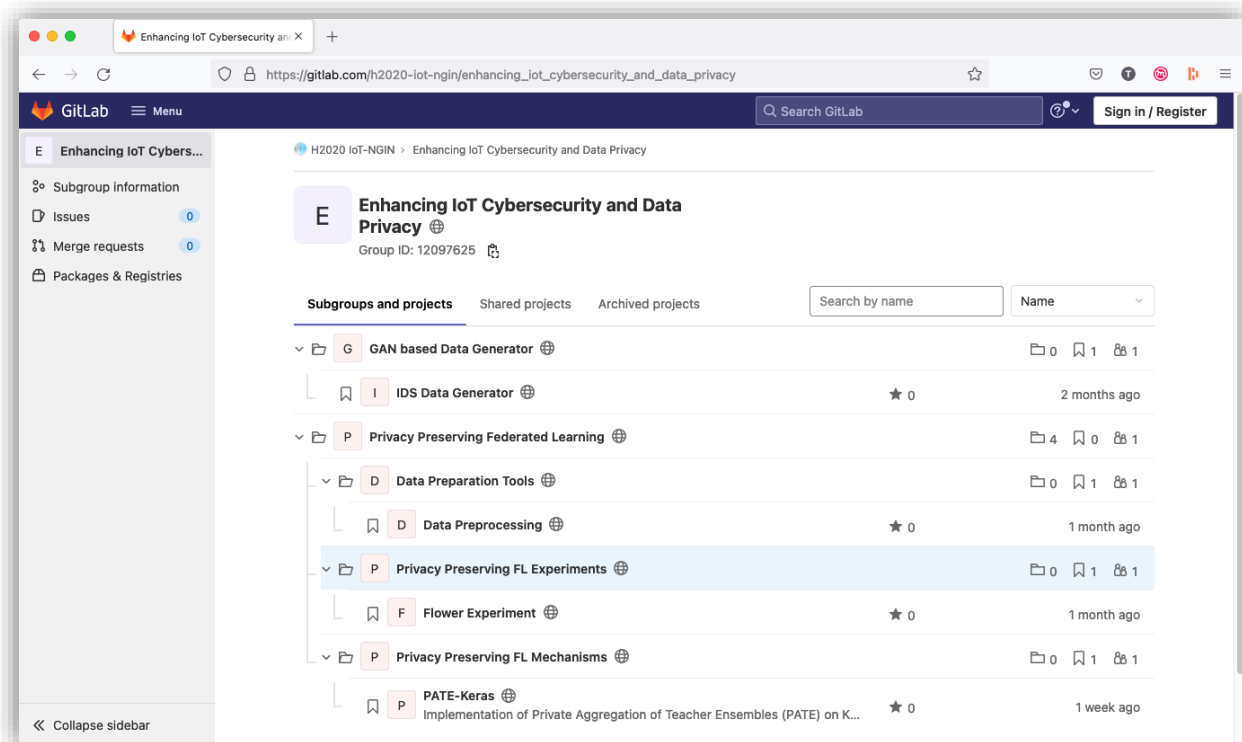 Enhancing IoT Cybersecurity an
https://gitlab.com/h2020-iot-ngin/enhancing_iot_cybersecurity_and_data_privacy
T
GitLab
Menu
Search GitLab
Sign in / Register
E Enhancing IoT Cybers...
Subgroup information
Issues 0
Merge requests 0
Packages & Registries
Collapse sidebar
H2020 IoT-NGIN > Enhancing IoT Cybersecurity and Data Privacy
E
Enhancing IoT Cybersecurity and Data
Privacy
Group ID: 12097625
Subgroups and projects Shared projects Archived projects Search by name Name
G GAN based Data Generator 0 1 1
I IDS Data Generator 0 2 months ago
P Privacy Preserving Federated Learning 4 0 1
D Data Preparation Tools 0 1 1
D Data Preprocessing 0 1 month ago
P Privacy Preserving FL Experiments 0 1 1
F Flower Experiment 0 1 month ago
P Privacy Preserving FL Mechanisms 0 1 1
P PATE-Keras 0 1 week ago
Implementation of Private Aggregation of Teacher Ensembles (PATE) on K...